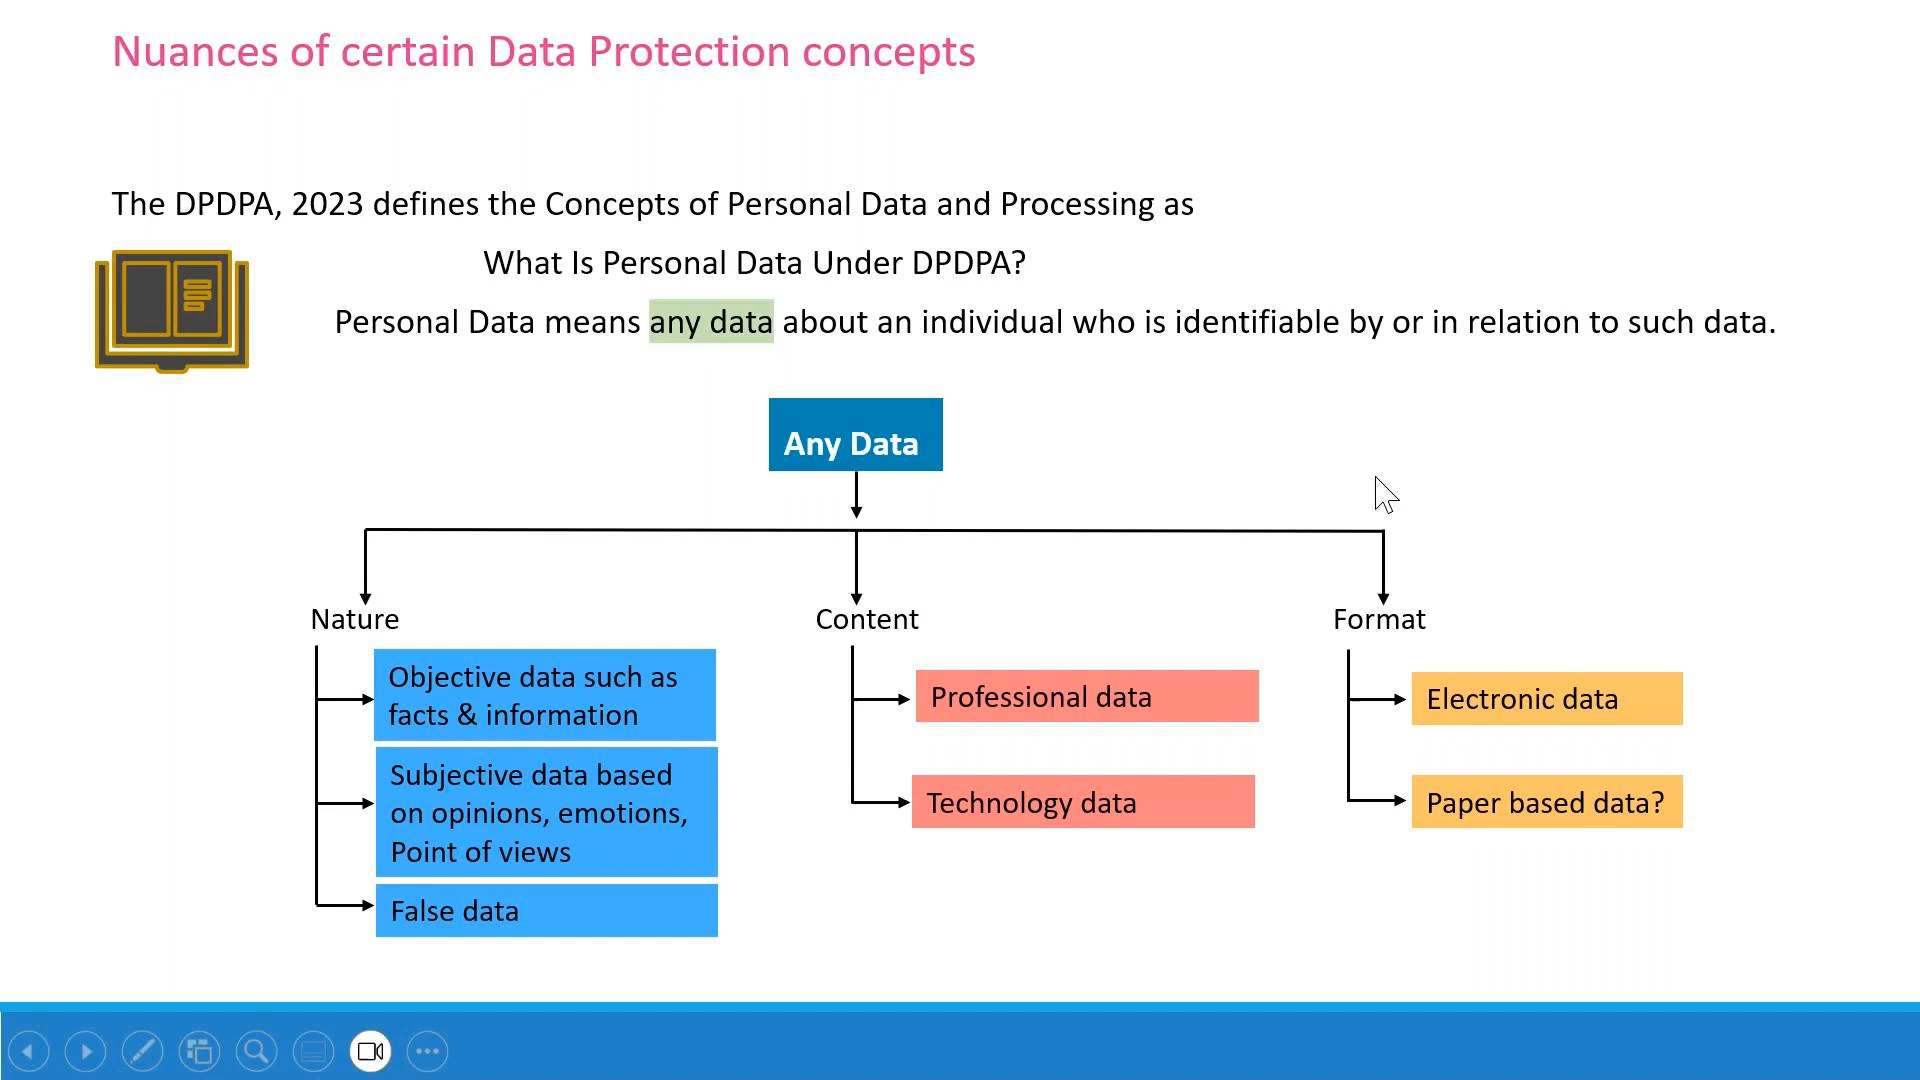 Nuances of certain Data Protection concepts
The DPDPA, 2023 defines the Concepts of Personal Data and Processing as
What Is Personal Data Under DPDPA?
Personal Data means any data about an individual who is identifiable by or in relation to such data.
Any Data
Nature
Objective data such as
facts & information
Subjective data based
on opinions, emotions,
Point of views
False data
Content
Professional data
Technology data
Format
Electronic data
Paper based data?